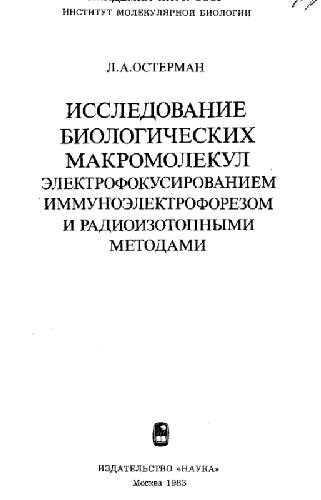 ИНСТИТУТ МОЛЕКУЛЯРНОЙ БИОЛОГИИ
Л.А.ОСТЕРМАН
ИССЛЕДОВАНИЕ
БИОЛОГИЧЕСКИХ
МАКРОМОЛЕКУЛ
ЭЛЕКТРОФОКУСИРОВАНИЕМ
ИММУНОЭЛЕКТРОФОРЕЗОМ
И РАДИОИЗОТОПНЫМИ
МЕТОДАМИ
ИЗДАТЕЛЬСТВО «НАУКА»
Москва 1983